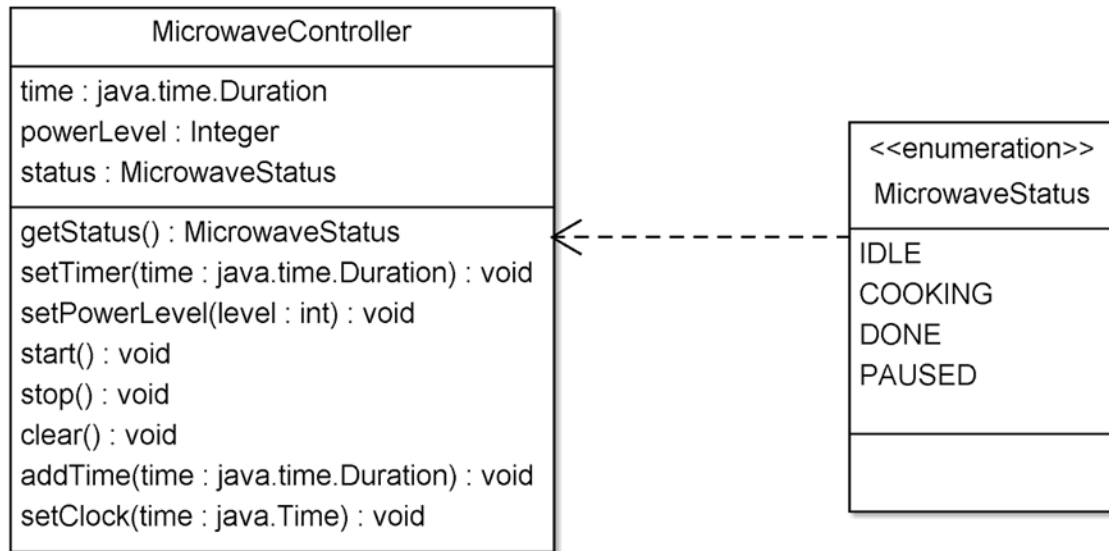 MicrowaveController
time : java.time.Duration
powerLevel : Integer
status : MicrowaveStatus
getStatus() : MicrowaveStatus
setTimer(time : java.time.Duration) : void
setPowerLevel(level : int) : void
start() : void
stop() : void
clear() : void
addTime(time : java.time.Duration) : void
setClock(time : java.Time) : void
<<enumeration>>
MicrowaveStatus
IDLE
COOKING
DONE
PAUSED